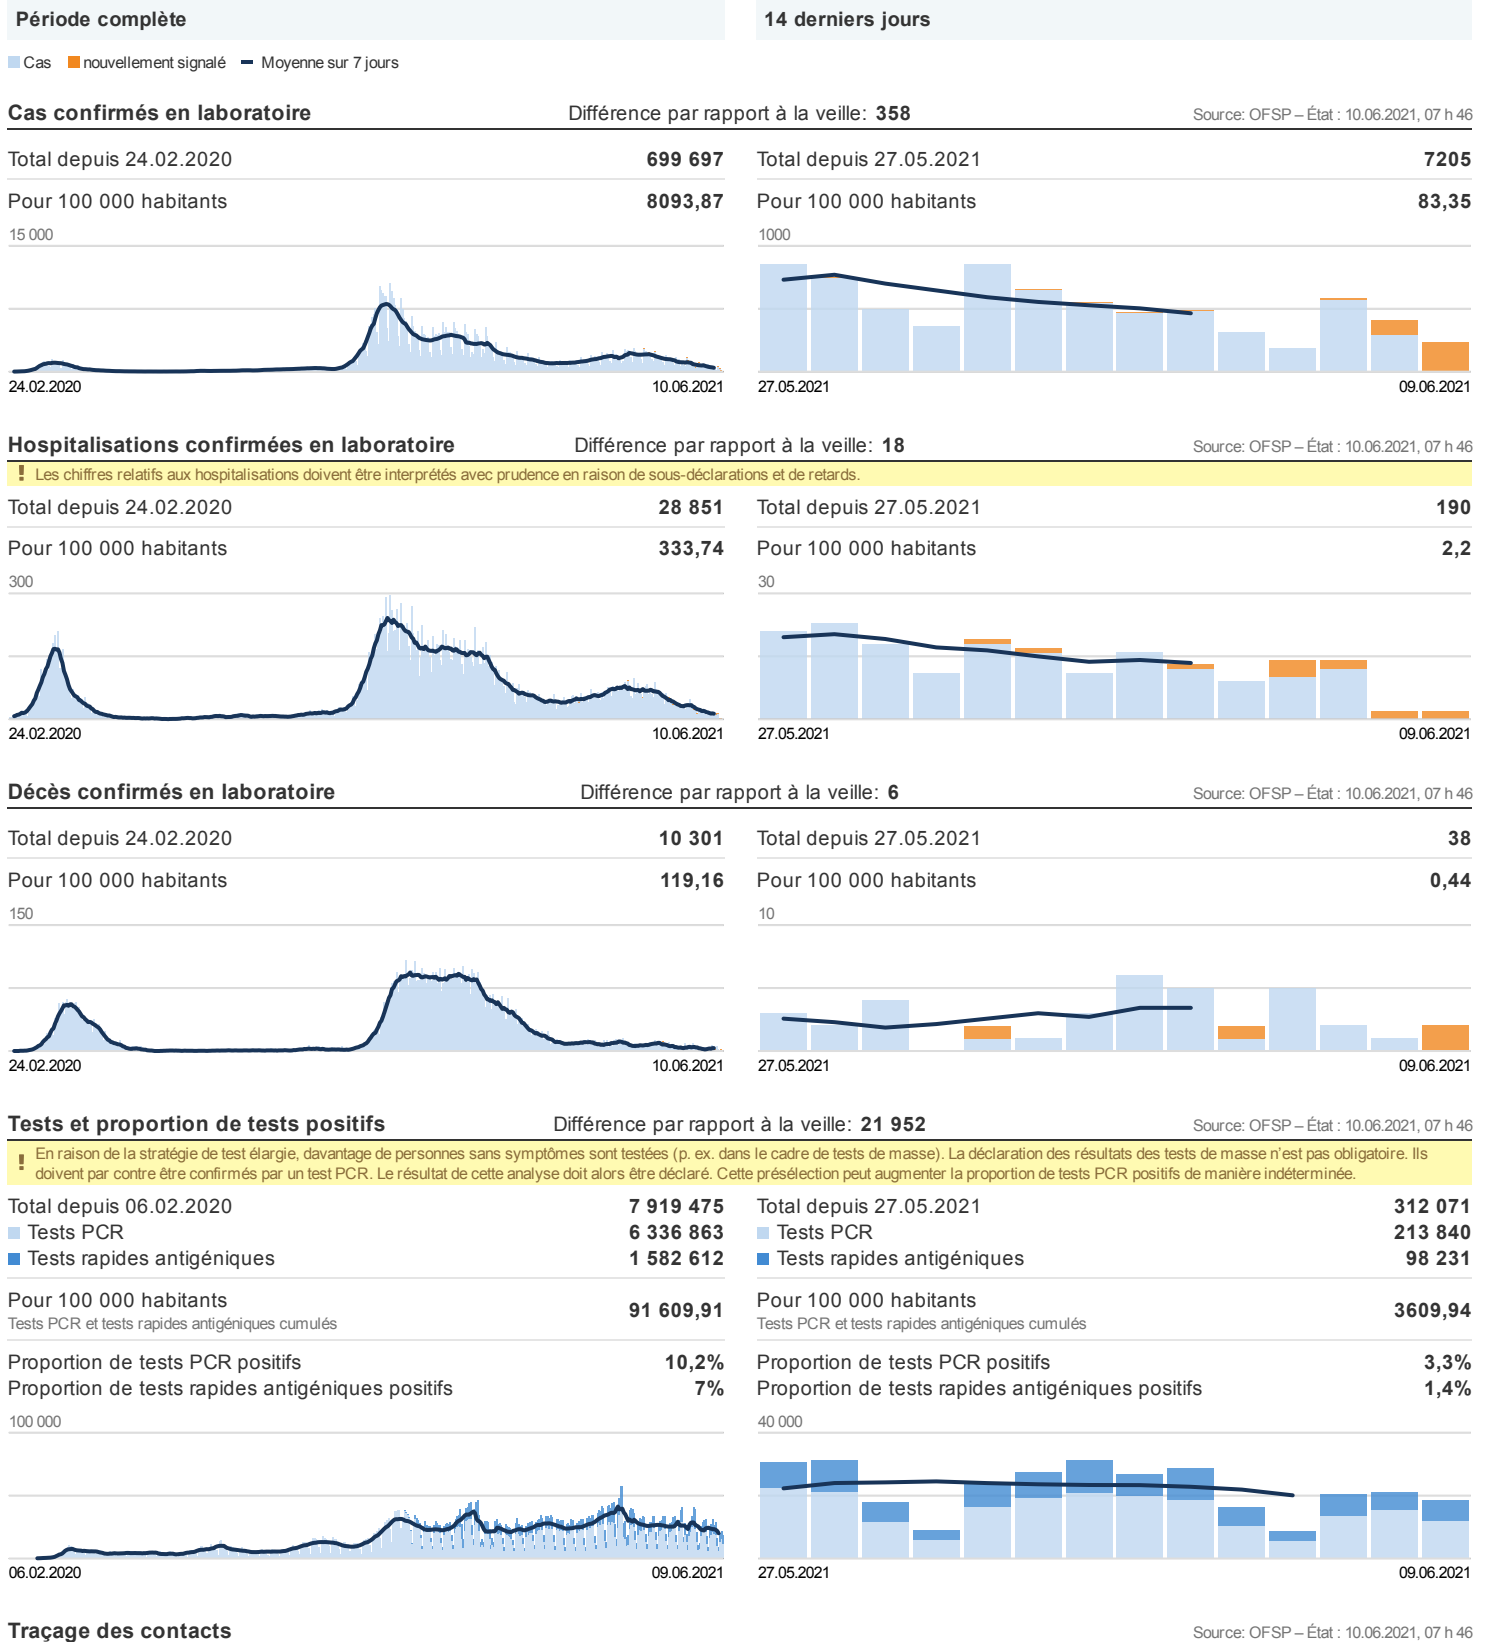 Période complète
14 derniers jours
Cas nouvellement signalé Moyenne sur 7 jours
Cas confirmés en laboratoire Différence par rapport à la veille: 358 Source: OFSP – État : 10.06.2021, 07 h 46
Total depuis 24.02.2020 699 697
Pour 100 000 habitants 8093,87
15 000
24.02.2020 10.06.2021
Total depuis 27.05.2021 7205
Pour 100 000 habitants 83,35
1000
27.05.2021 09.06.2021
Hospitalisations confirmées en laboratoire Différence par rapport à la veille: 18 Source: OFSP – État : 10.06.2021, 07 h 46
! Les chiffres relatifs aux hospitalisations doivent être interprétés avec prudence en raison de sous-déclarations et de retards.
Total depuis 24.02.2020 28 851
Pour 100 000 habitants 333,74
300
24.02.2020 10.06.2021
Total depuis 27.05.2021 190
Pour 100 000 habitants 2,2
30
27.05.2021 09.06.2021
Décès confirmés en laboratoire Différence par rapport à la veille: 6 Source: OFSP – État : 10.06.2021, 07 h 46
Total depuis 24.02.2020 10 301
Pour 100 000 habitants 119,16
150
24.02.2020 10.06.2021
Total depuis 27.05.2021 38
Pour 100 000 habitants 0,44
10
27.05.2021 09.06.2021
Tests et proportion de tests positifs Différence par rapport à la veille: 21 952 Source: OFSP – État : 10.06.2021, 07 h 46
! En raison de la stratégie de test élargie, davantage de personnes sans symptômes sont testées (p. ex. dans le cadre de tests de masse). La déclaration des résultats des tests de masse n'est pas obligatoire. Ils
doivent par contre être confirmés par un test PCR. Le résultat de cette analyse doit alors être déclaré. Cette présélection peut augmenter la proportion de tests PCR positifs de manière indéterminée.
Total depuis 06.02.2020 7 919 475
Tests PCR 6 336 863
Tests rapides antigéniques 1 582 612
Pour 100 000 habitants 91 609,91
Tests PCR et tests rapides antigéniques cumulés
Proportion de tests PCR positifs 10,2%
Proportion de tests rapides antigéniques positifs 7%
100 000
06.02.2020 09.06.2021
Total depuis 27.05.2021 312 071
Tests PCR 213 840
Tests rapides antigéniques 98 231
Pour 100 000 habitants 3609,94
Tests PCR et tests rapides antigéniques cumulés
Proportion de tests PCR positifs 3,3%
Proportion de tests rapides antigéniques positifs 1,4%
40 000
27.05.2021 09.06.2021
Traçage des contacts Source: OFSP – État : 10.06.2021, 07 h 46